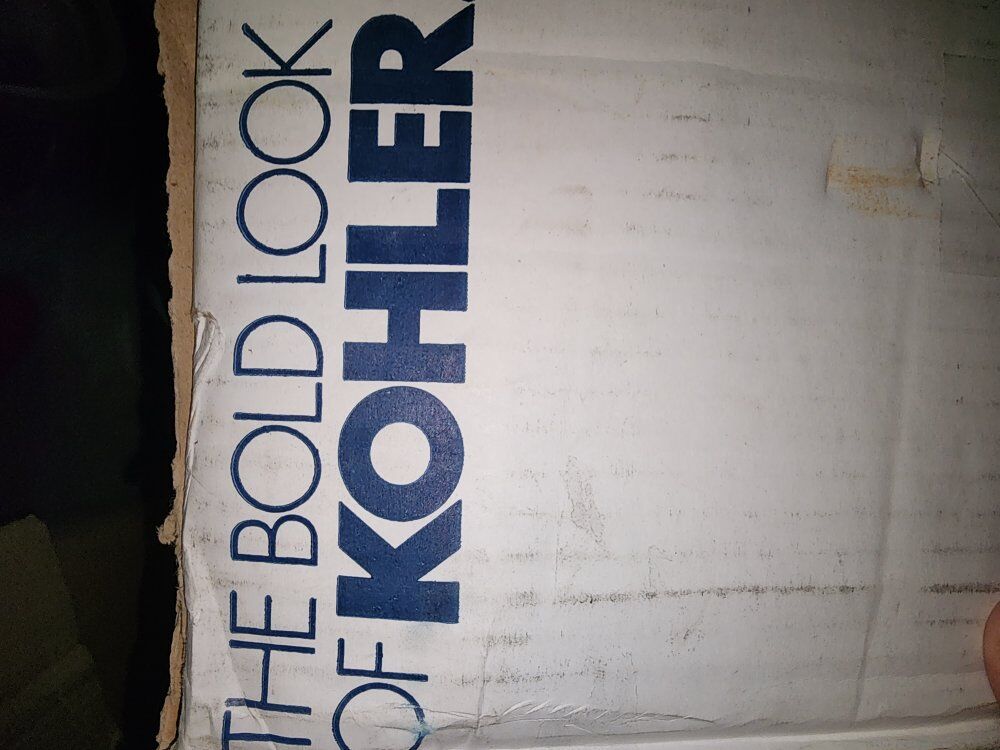 THE BOLD LOOK
OF KOHLER.